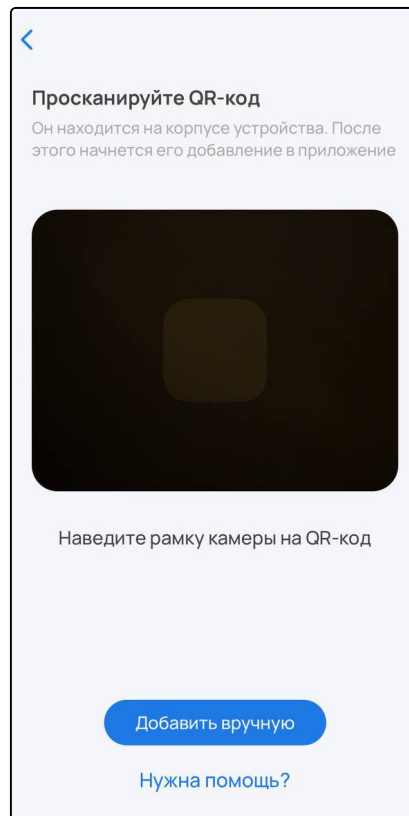 Просканируйте QR-код
Он находится на корпусе устройства. После
этого начнется его добавление в приложение
Наведите рамку камеры на QR-код
Добавить вручную
Нужна помощь?